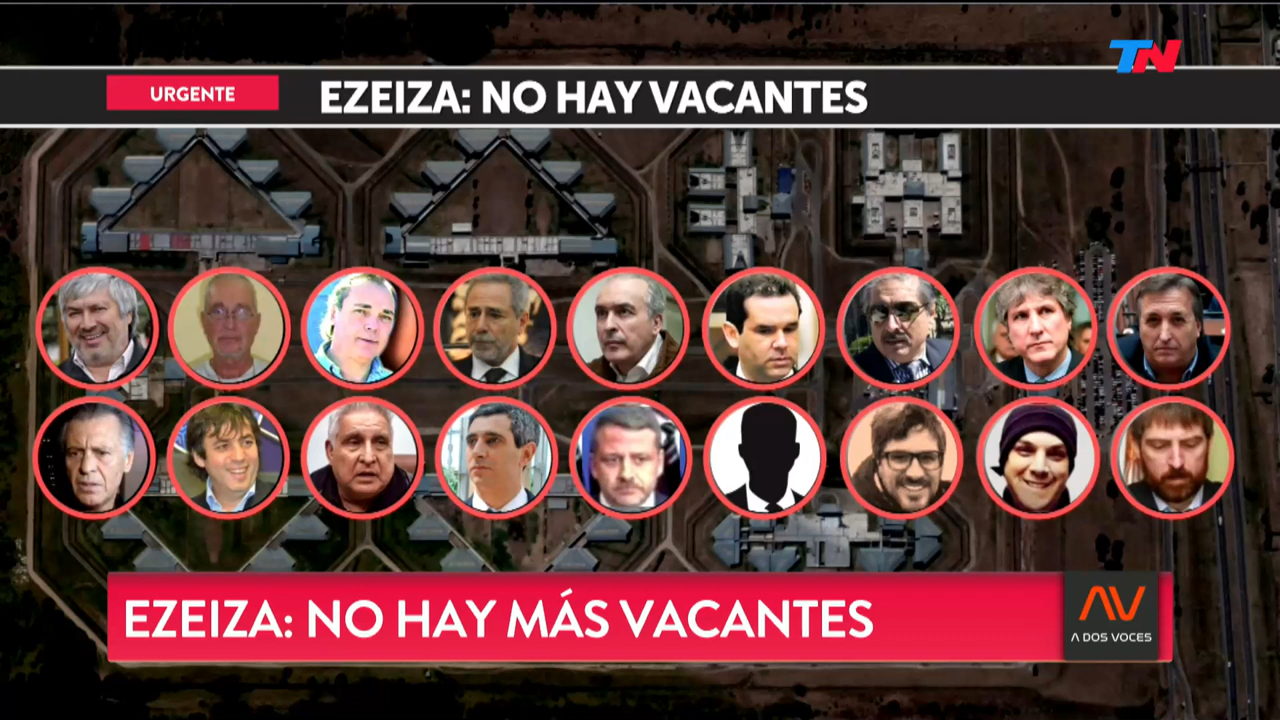 TN
URGENTE
EZEIZA: NO HAY VACANTES
EZEIZA: NO HAY MÁS VACANTES
AV
A DOS VOCES